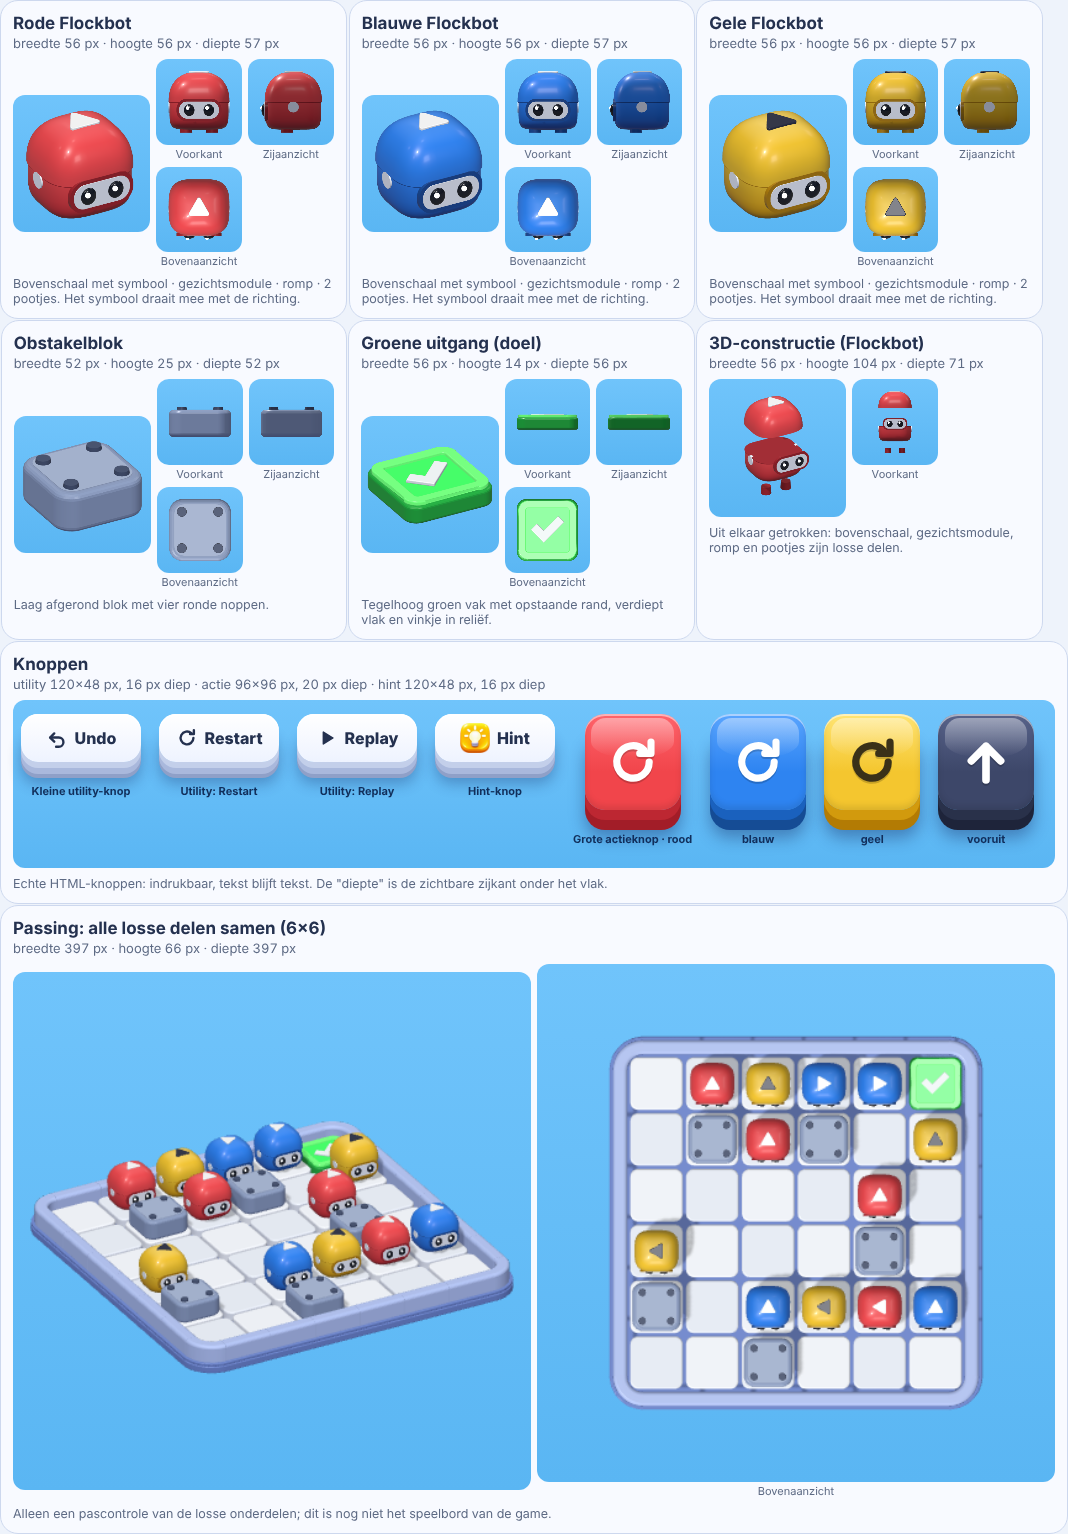 Rode Flockbot
breedte 56 px · hoogte 56 px · diepte 57 px
Voorkant
Zijaanzicht
Bovenaanzicht
Bovenschaal met symbool · gezichtsmodule · romp · 2
pootjes. Het symbool draait mee met de richting.
Blauwe Flockbot
breedte 56 px · hoogte 56 px · diepte 57 px
Voorkant
Zijaanzicht
Bovenaanzicht
Bovenschaal met symbool · gezichtsmodule · romp · 2
pootjes. Het symbool draait mee met de richting.
Gele Flockbot
breedte 56 px · hoogte 56 px · diepte 57 px
Voorkant
Zijaanzicht
Bovenaanzicht
Bovenschaal met symbool · gezichtsmodule · romp · 2
pootjes. Het symbool draait mee met de richting.
Obstakelblok
breedte 52 px · hoogte 25 px · diepte 52 px
Voorkant
Zijaanzicht
Bovenaanzicht
Laag afgerond blok met vier ronde noppen.
Groene uitgang (doel)
breedte 56 px · hoogte 14 px · diepte 56 px
Voorkant
Zijaanzicht
Bovenaanzicht
Tegelhoog groen vak met opstaande rand, verdiept
vlak en vinkje in reliëf.
3D-constructie (Flockbot)
breedte 56 px · hoogte 104 px · diepte 71 px
Voorkant
Uit elkaar getrokken: bovenschaal, gezichtsmodule,
romp en pootjes zijn losse delen.
Knoppen
utility 120×48 px, 16 px diep · actie 96×96 px, 20 px diep · hint 120×48 px, 16 px diep
Undo
Restart
Replay
Hint
Kleine utility-knop
Utility: Restart
Utility: Replay
Hint-knop
Grote actieknop · rood
blauw
geel
vooruit
Echte HTML-knoppen: indrukbaar, tekst blijft tekst. De "diepte" is de zichtbare zijkant onder het vlak.
Passing: alle losse delen samen (6×6)
breedte 397 px · hoogte 66 px · diepte 397 px
Bovenaanzicht
Alleen een pascontrole van de losse onderdelen; dit is nog niet het speelbord van de game.